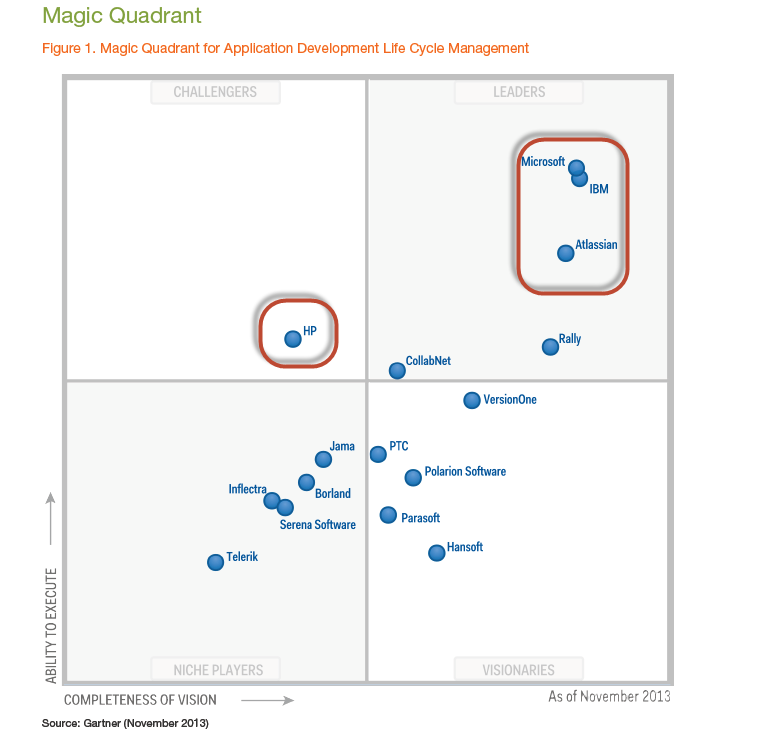 Magic Quadrant
Figure 1. Magic Quadrant for Application Development Life Cycle Management
CHALLENGERS
LEADERS
Microsoft
IBM
Atlassian
HP
Rally
CollabNet
VersionOne
Jama
PTC
Polarion Software
Inflectra
Borland
Serena Software
Parasoft
Hansoft
Telerik
ABILITY TO EXECUTE
NICHE PLAYERS
VISIONARIES
COMPLETENESS OF VISION
As of November 2013
Source: Gartner (November 2013)